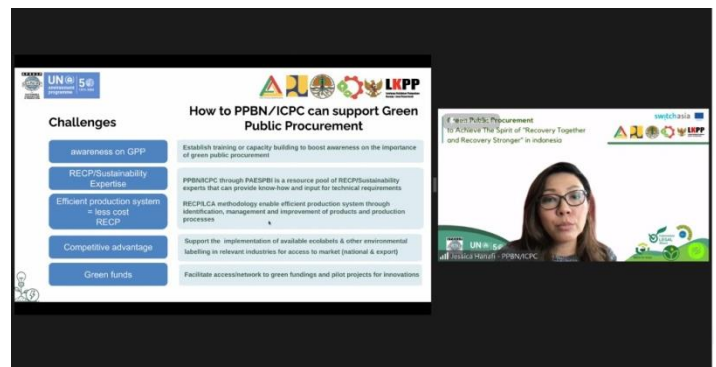 UN
environment
programme
50
LKPP
Challenges
How to PPBN/ICPC can support Green
Public Procurement
awareness on GPP
Establish training or capacity building to boost awareness on the importance
of green public procurement
RECP/Sustainability
Expertise
PPBN/ICPC through PAESPBI is a resource pool of RECP/Sustainability
experts that can provide know-how and input for technical requirements
Efficient production system
= less cost
RECP
RECP/LCA methodology enable efficient production system through
identification, management and improvement of products and production
processes
Competitive advantage
Support the implementation of available ecolabels & other environmental
labelling in relevant industries for access to market (national & export)
Green funds
Facilitate access/network to green fundings and pilot projects for innovations
Green Public Procurement
to Achieve The Spirit of "Recovery Together
and Recovery Stronger" in Indonesia
switchasia
LKPP
UN
Jessica Hanafi - PPBN/ICPC